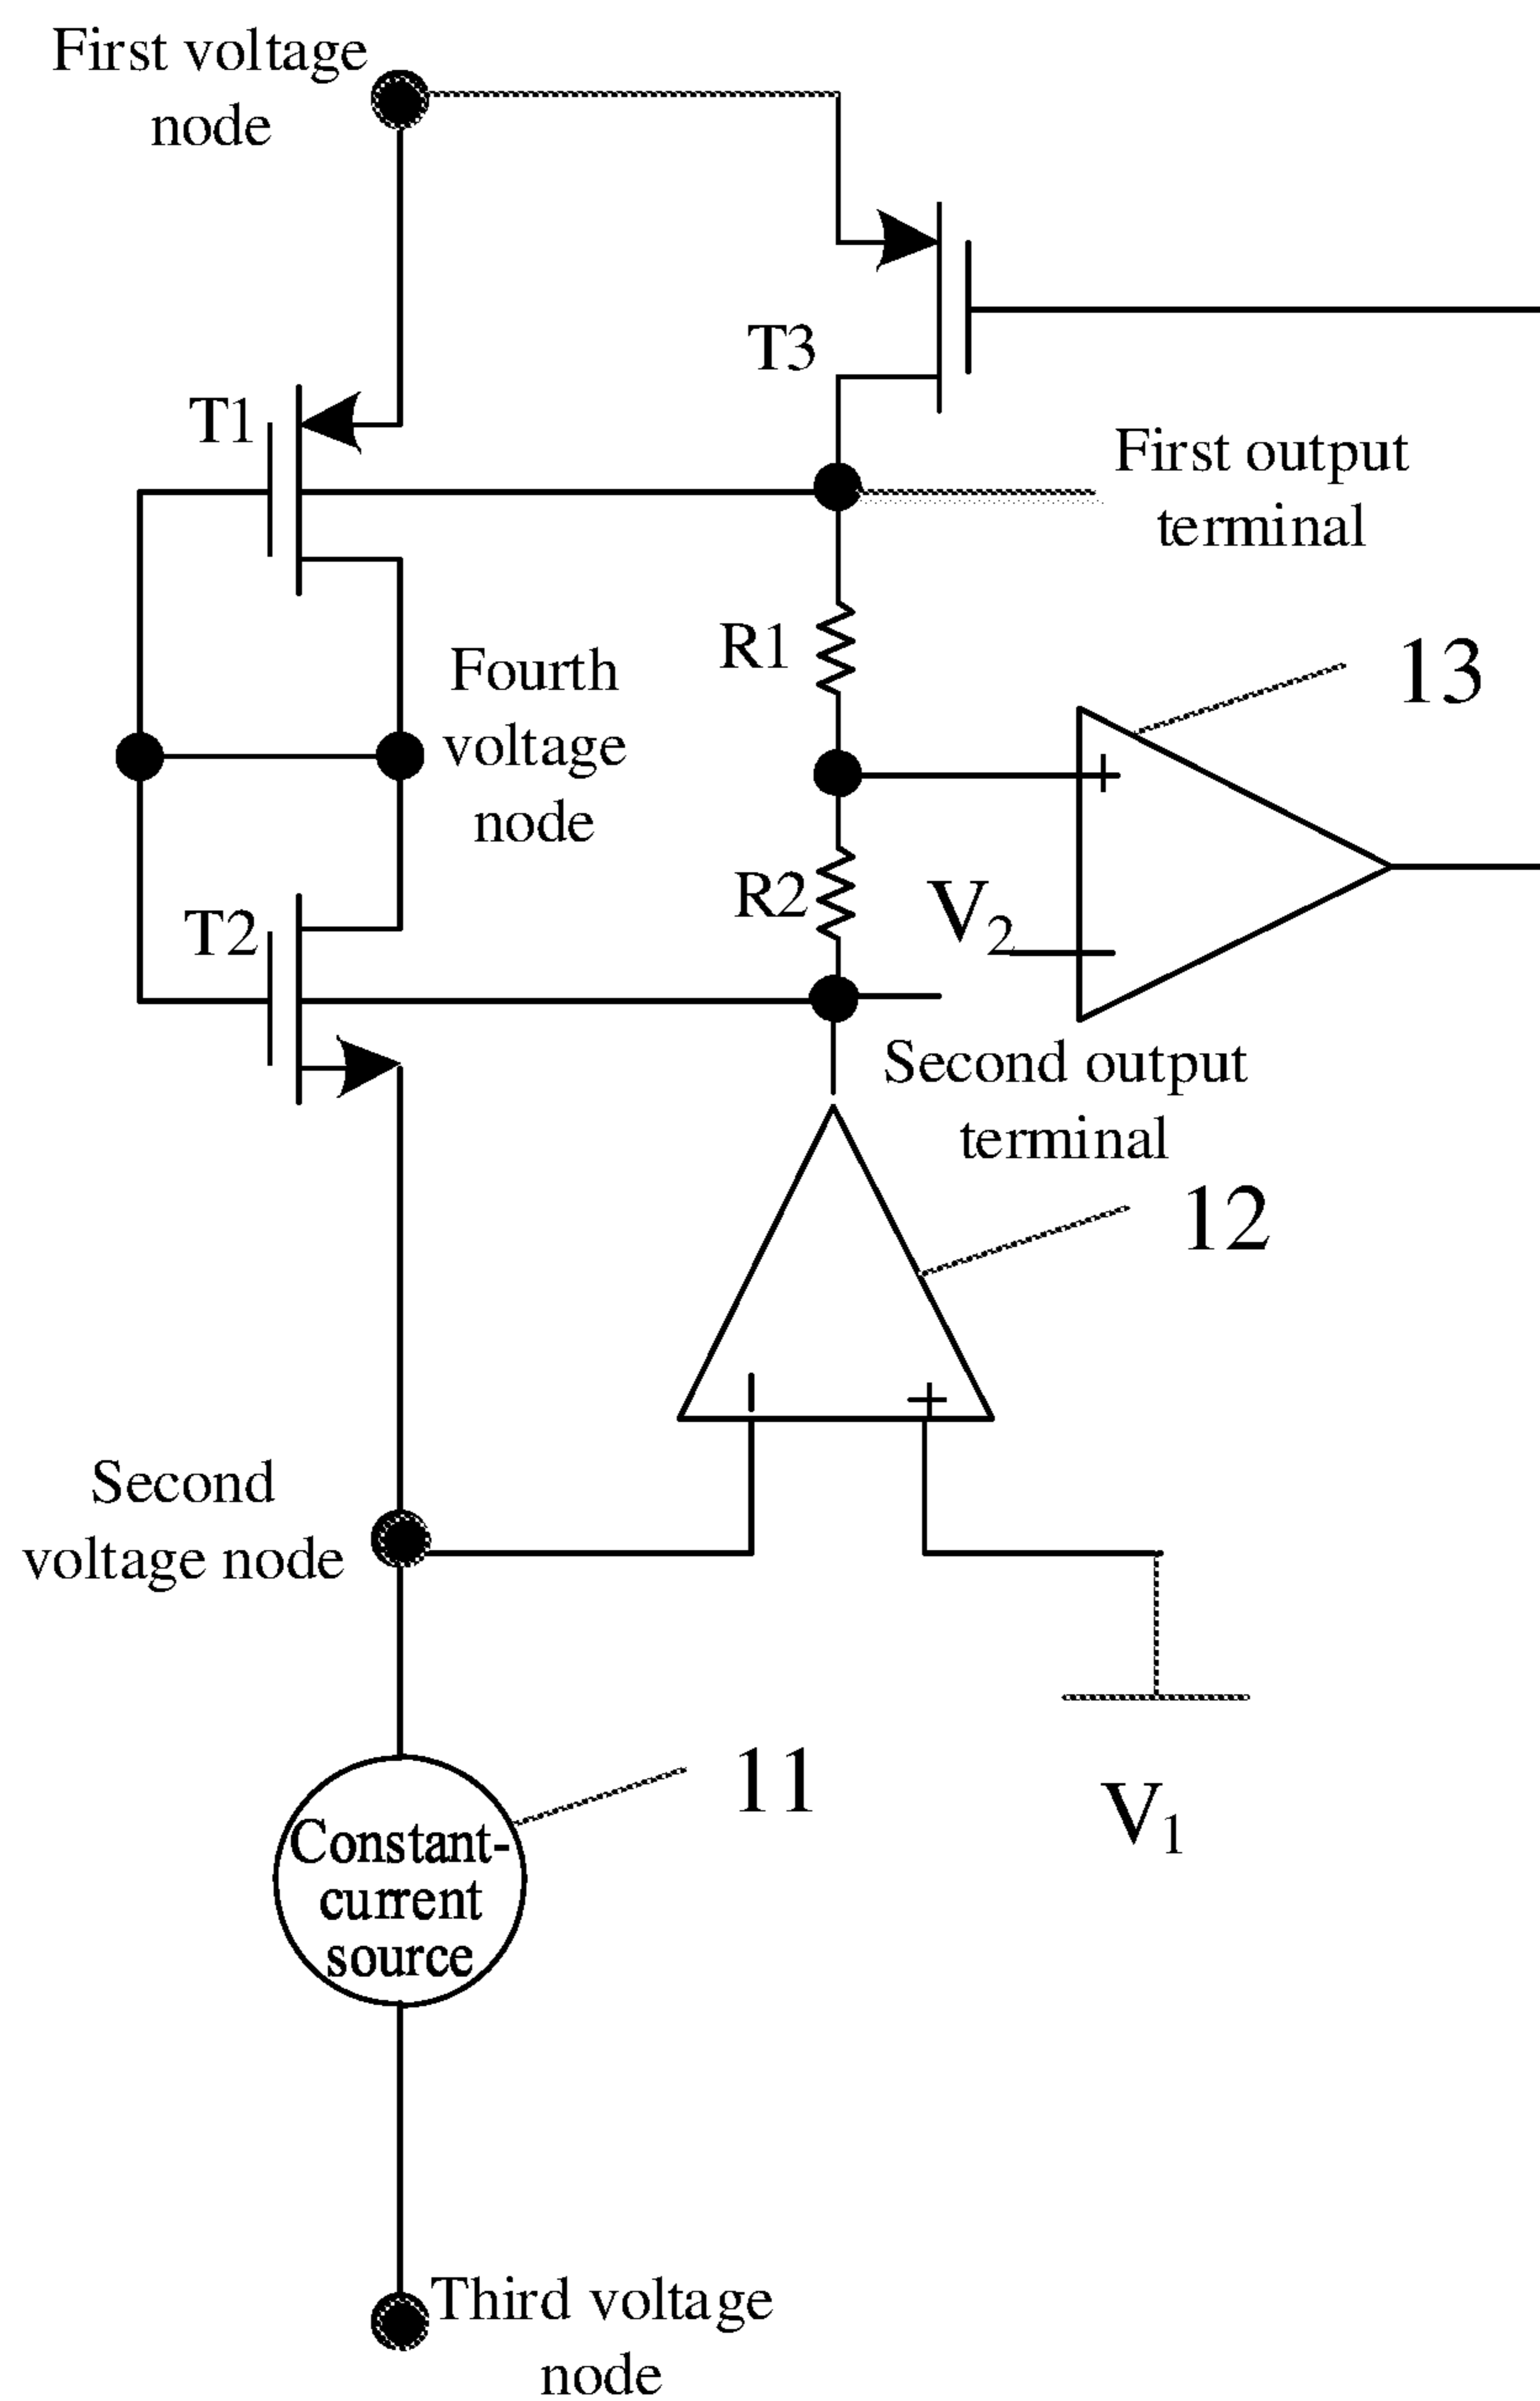 First voltage
node
T1
T3
First output
terminal
Fourth
voltage
node
R1
13
+
T2
R2
V₂
Second output
terminal
12
+
Second
voltage node
11
Constant-
current
source
V₁
Third voltage
node